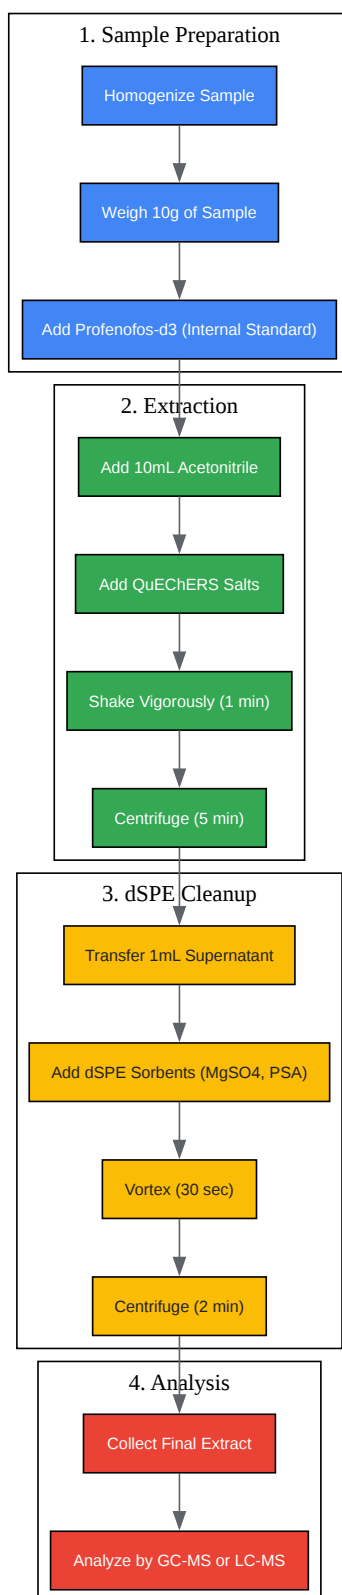 1. Sample Preparation
Homogenize Sample
Weigh 10g of Sample
Add Profenofos-d3 (Internal Standard)
2. Extraction
Add 10mL Acetonitrile
Add QuEChERS Salts
Shake Vigorously (1 min)
Centrifuge (5 min)
3. dSPE Cleanup
Transfer 1mL Supernatant
Add dSPE Sorbents (MgSO4, PSA)
Vortex (30 sec)
Centrifuge (2 min)
4. Analysis
Collect Final Extract
Analyze by GC-MS or LC-MS